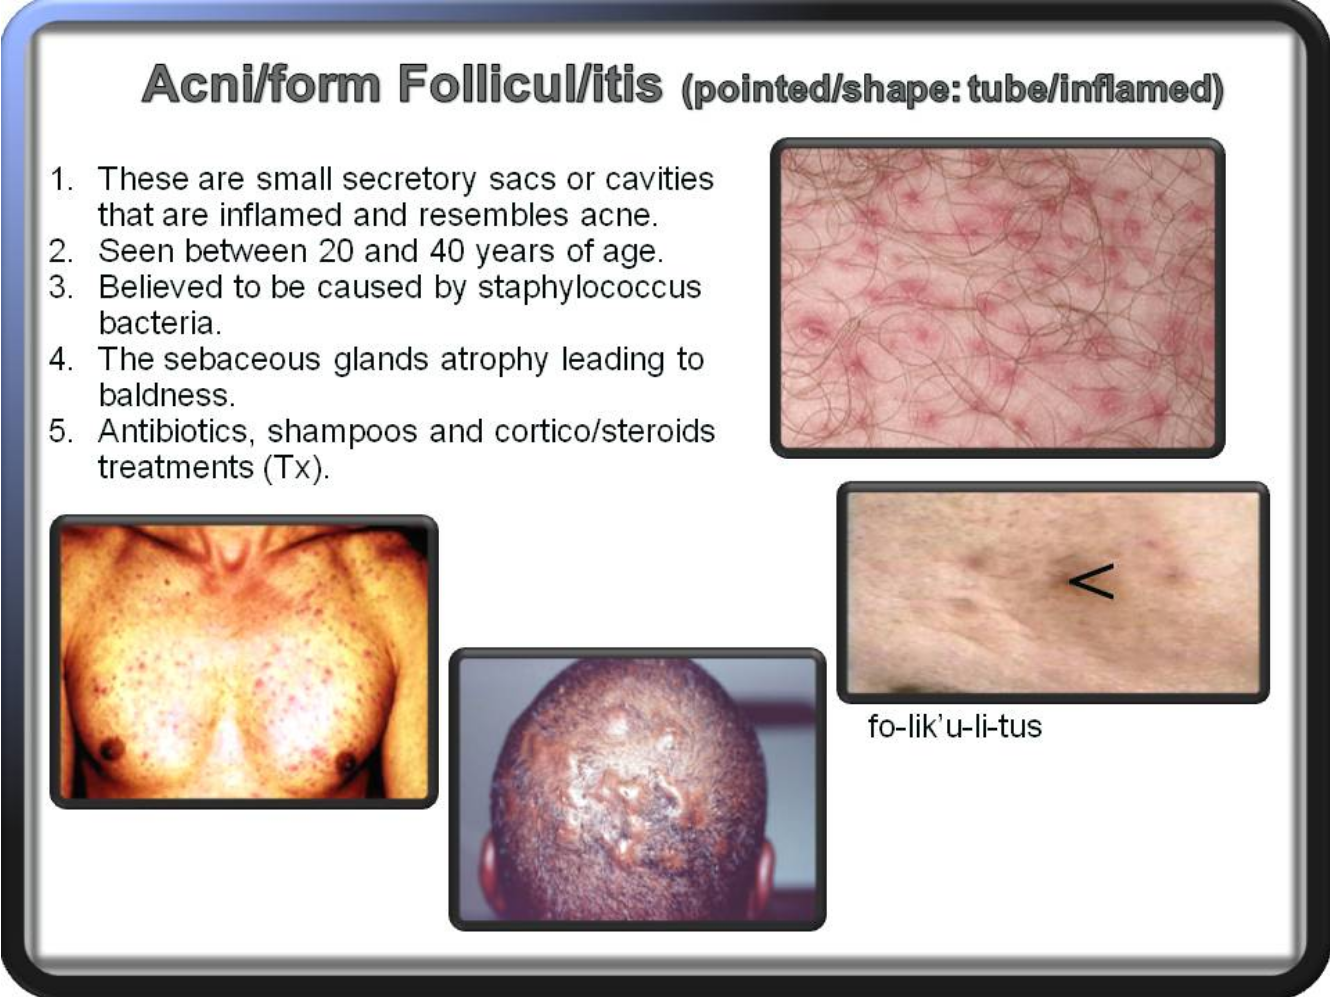 Acni/form Follicul/itis (pointed/shape: tube/inflamed)
1. These are small secretory sacs or cavities
that are inflamed and resembles acne.
2. Seen between 20 and 40 years of age.
3. Believed to be caused by staphylococcus
bacteria.
4. The sebaceous glands atrophy leading to
baldness.
5. Antibiotics, shampoos and cortico/steroids
treatments (Tx).
<
fo-lik’u-li-tus